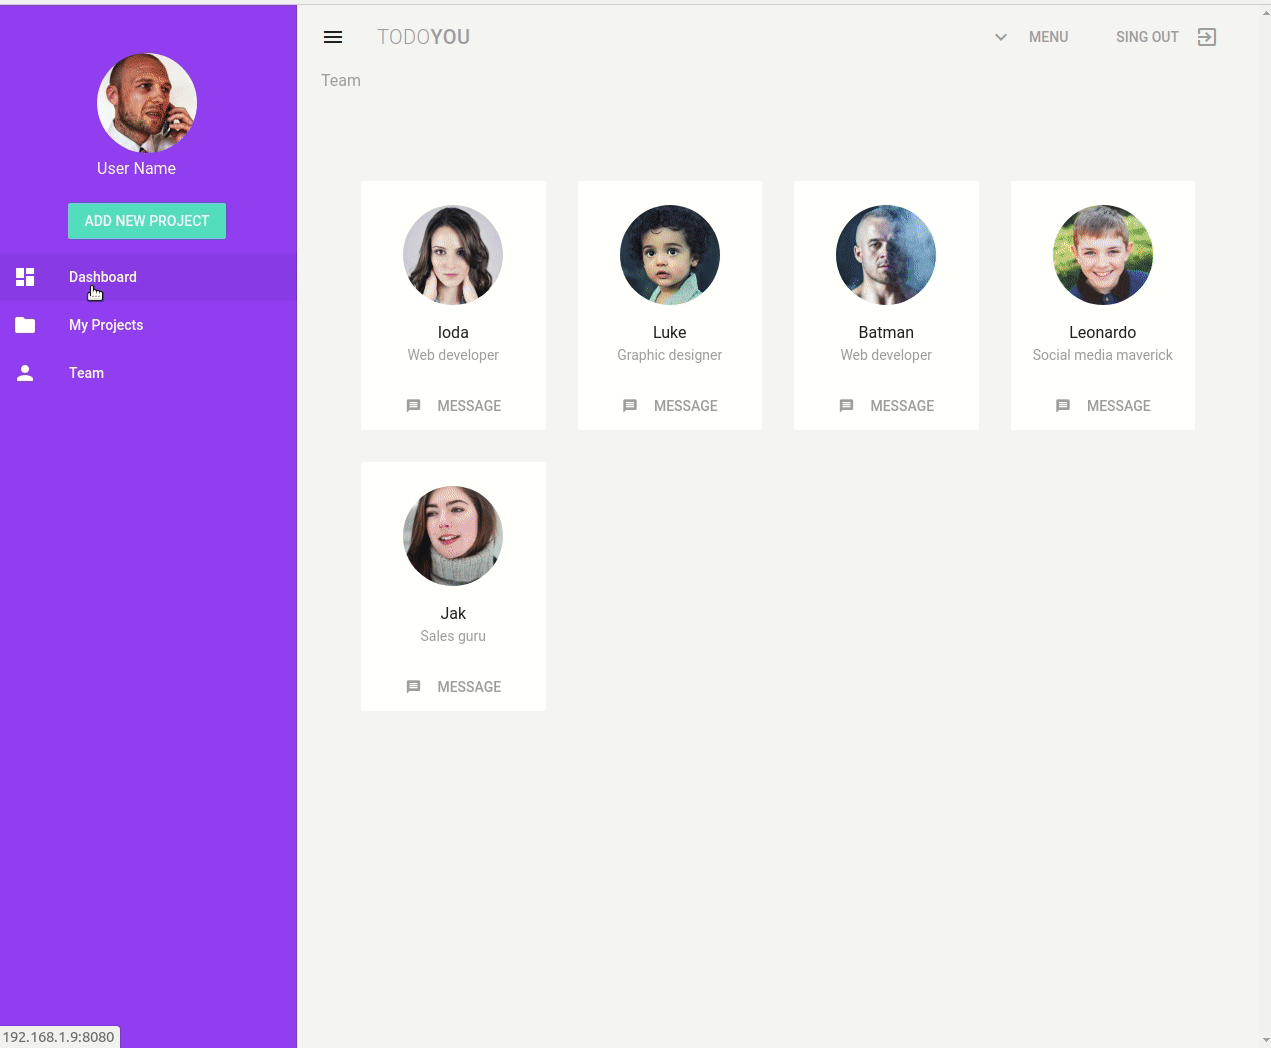 TODOYOU
MENU
SING OUT
Team
User Name
ADD NEW PROJECT
Dashboard
My Projects
Team
Ioda
Web developer
MESSAGE
Luke
Graphic designer
MESSAGE
Batman
Web developer
MESSAGE
Leonardo
Social media maverick
MESSAGE
Jak
Sales guru
MESSAGE
192.168.1.9:8080